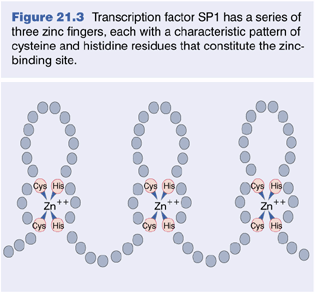 Figure 21.3 Transcription factor SP1 has a series of
three zinc fingers, each with a characteristic pattern of
cysteine and histidine residues that constitute the zinc-
binding site.
Cys His Cys His Cys His
Zn++ Zn++ Zn++
Cys His Cys His Cys His